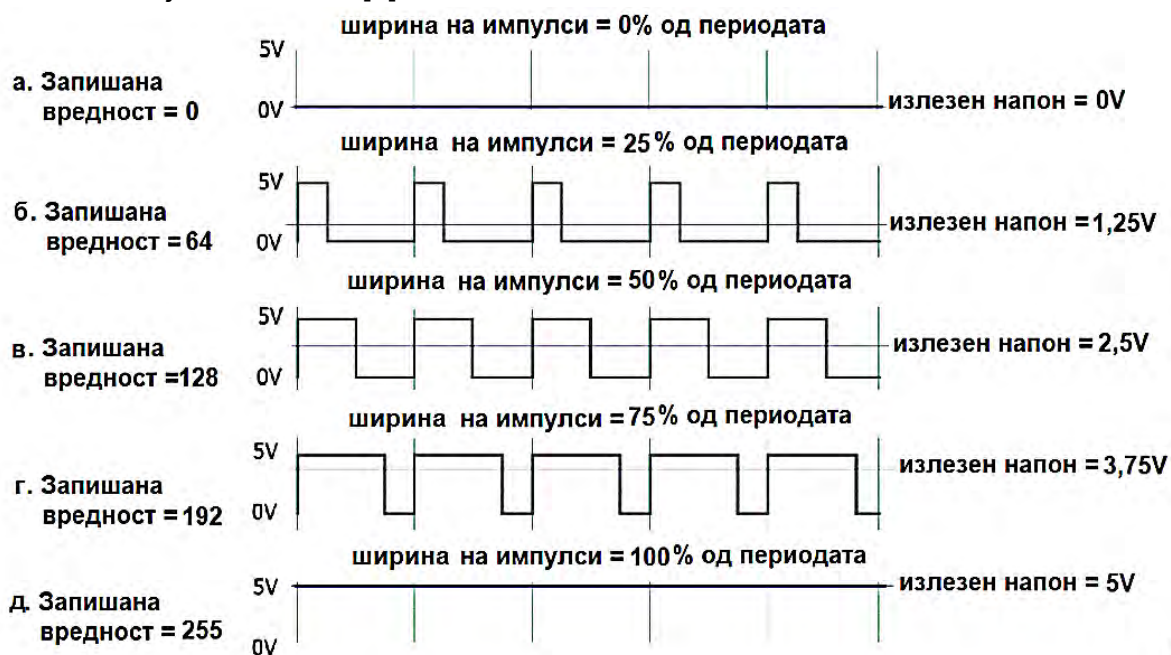 ширина на импулси = 0% од периодата
5V
а. Запишана
вредност = 0
0V
излезен напон = 0V
ширина на импулси = 25% од периодата
5V
б. Запишана
вредност = 64
0V
излезен напон = 1,25V
ширина на импулси = 50% од периодата
5V
в. Запишана
вредност =128
0V
излезен напон = 2,5V
ширина на импулси = 75% од периодата
5V
г. Запишана
вредност = 192
0V
излезен напон = 3,75V
ширина на импулси = 100% од периодата
5V
д. Запишана
вредност = 255
0V
излезен напон = 5V